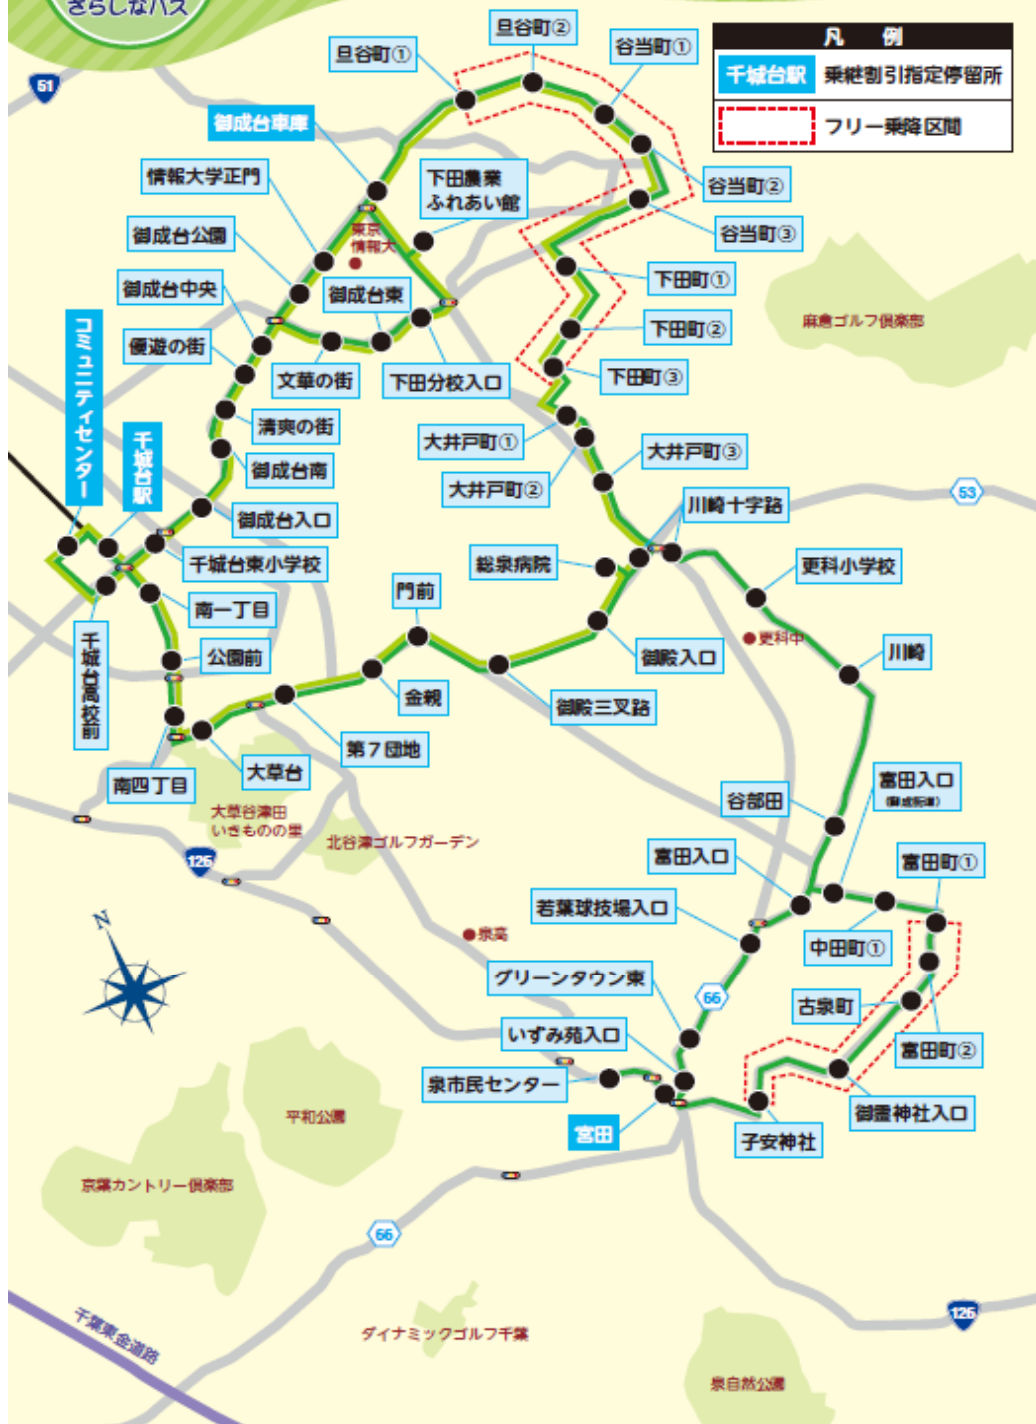 さらしなバス
凡 例
千城台駅 乗継割引指定停留所
フリー乗降区間
51
旦谷町①
旦谷町②
谷当町①
御成台車庫
情報大学正門
下田農業
ふれあい館
谷当町②
御成台公園
東京
情報大
谷当町③
御成台中央
御成台東
下田町①
コミュニティセンター
優遊の街
文華の街
下田分校入口
下田町②
麻倉ゴルフ倶楽部
下田町③
清爽の街
千城台駅
御成台南
大井戸町①
大井戸町②
大井戸町③
53
御成台入口
川崎十字路
千城台東小学校
総泉病院
更科小学校
南一丁目
門前
更科中
千城台高校前
公園前
御殿入口
川崎
金親
御殿三叉路
第7団地
大草台
南四丁目
大草谷津田
いきものの里
北谷津ゴルフガーデン
126
谷部田
富田入口
(御成街道)
富田入口
富田町①
若葉球技場入口
中田町①
泉高
グリーンタウン東
66
古泉町
いずみ苑入口
富田町②
泉市民センター
御霊神社入口
宮田
子安神社
N
平和公園
京葉カントリー倶楽部
66
千葉東金道路
ダイナミックゴルフ千葉
126
泉自然公園